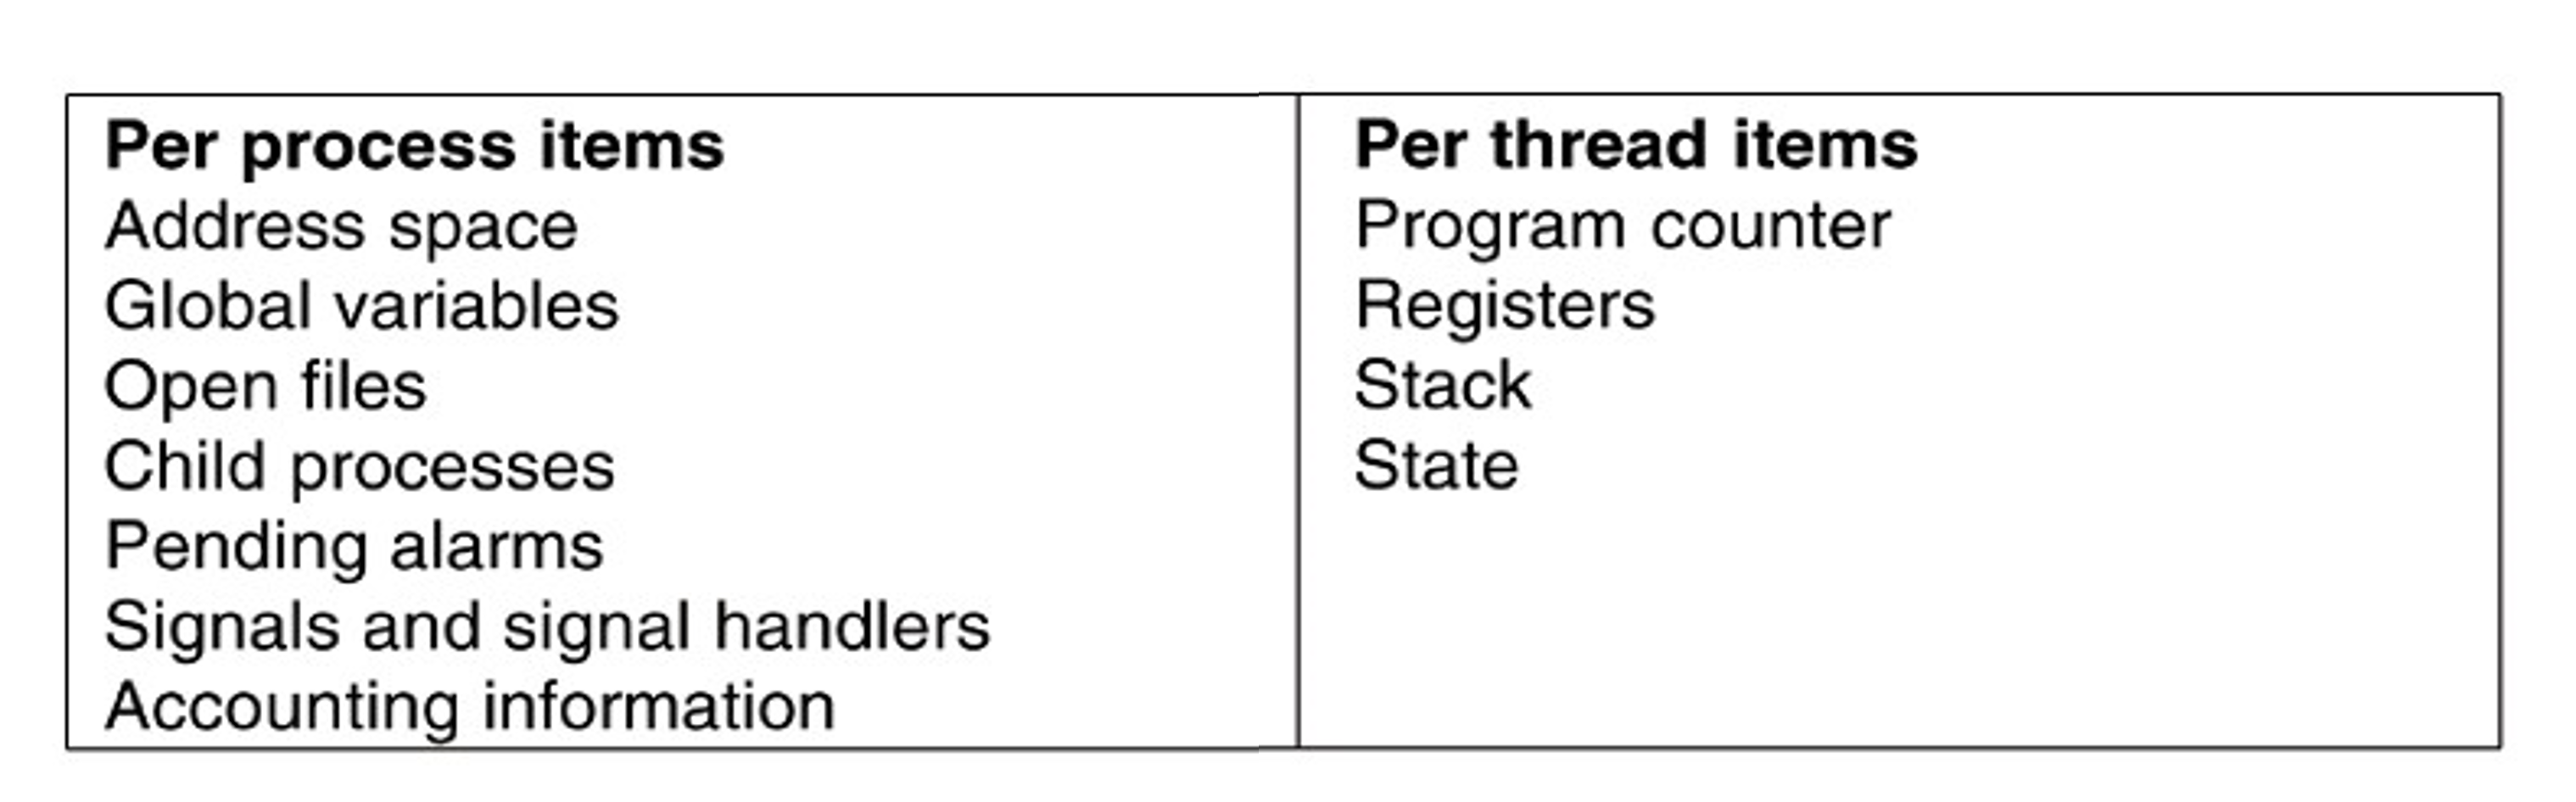 Per process items
Address space
Global variables
Open files
Child processes
Pending alarms
Signals and signal handlers
Accounting information
Per thread items
Program counter
Registers
Stack
State